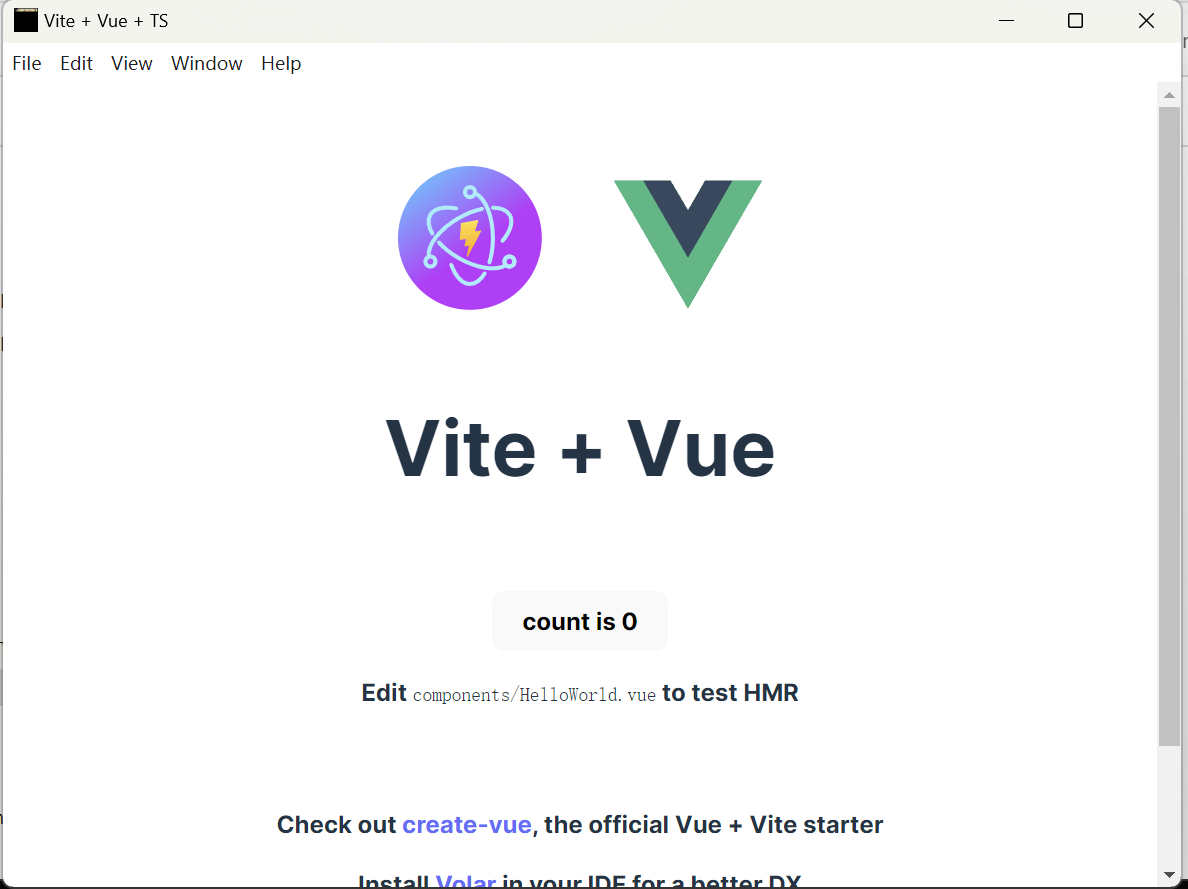 Vite + Vue + TS
File Edit View Window Help
Vite + Vue
count is 0
Edit components/HelloWorld.vue to test HMR
Check out create-vue, the official Vue + Vite starter
Install Volar in your IDE for a better DX